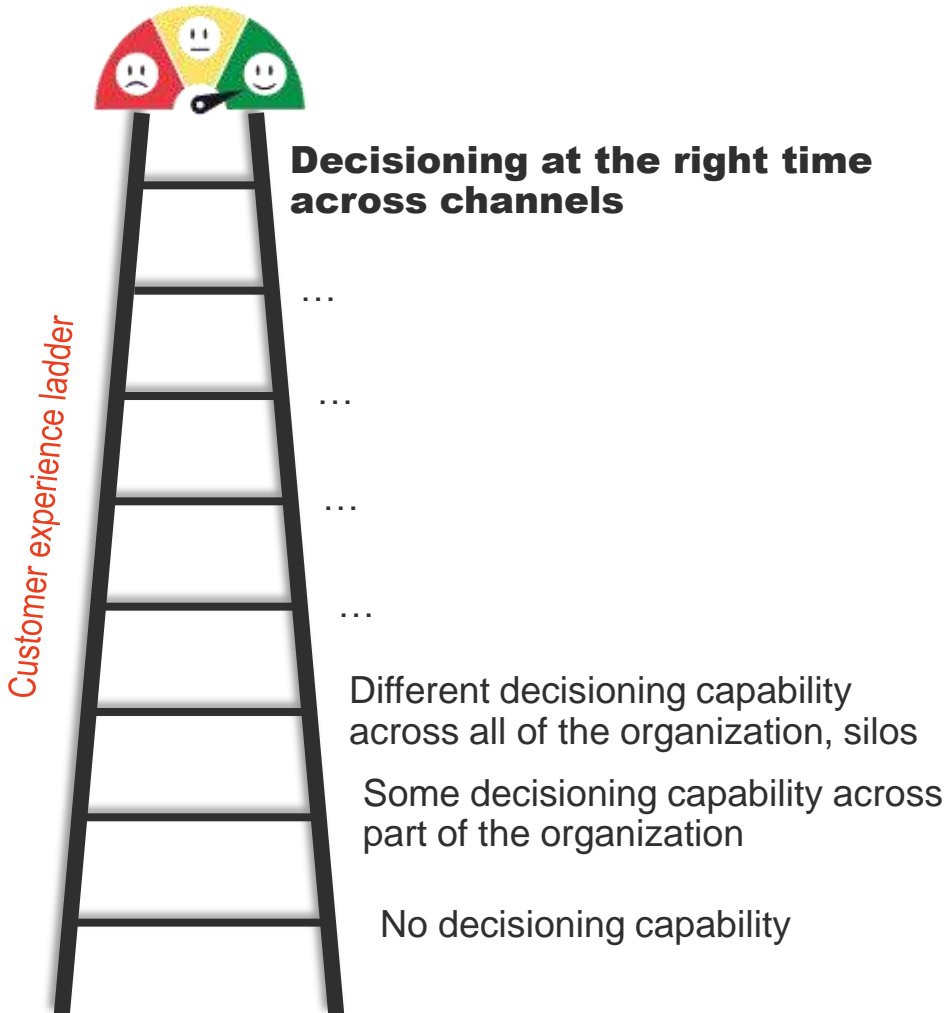 Decisioning at the right time
across channels
...
...
...
...
Customer experience ladder
Different decisioning capability
across all of the organization, silos
Some decisioning capability across
part of the organization
No decisioning capability